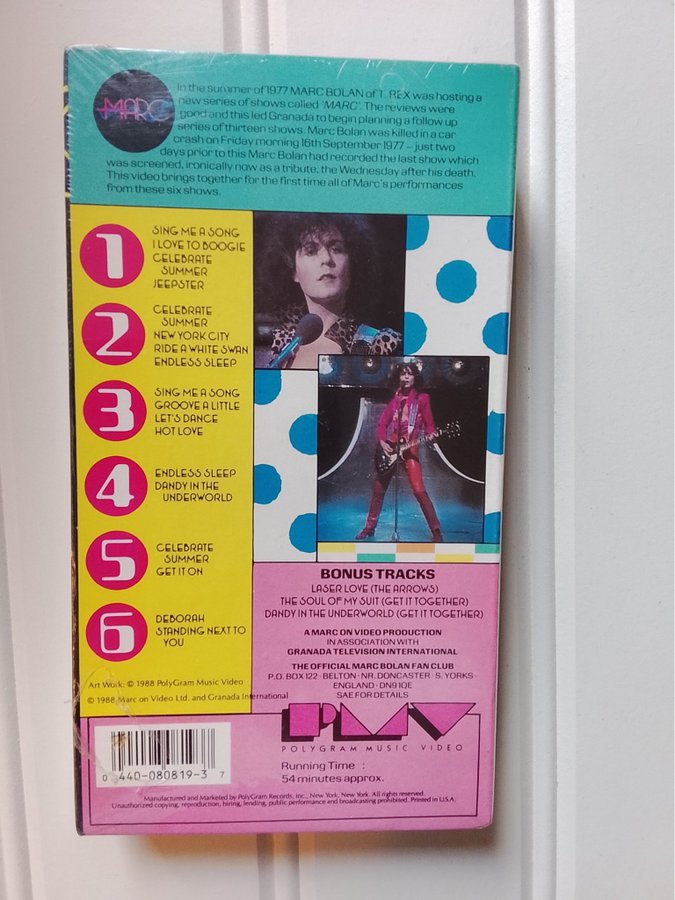 MARC
In the summer of 1977 MARC BOLAN of T. REX was hosting a
new series of shows called 'MARC'. The reviews were
good and this led Granada to begin planning a follow up
series of thirteen shows. Marc Bolan was killed in a car
crash on Friday morning 16th September 1977 – just two
days prior to this Marc Bolan had recorded the last show which
was screened, ironically now as a tribute, the Wednesday after his death.
This video brings together for the first time all of Marc's performances
from these six shows.
1
SING ME A SONG
I LOVE TO BOOGIE
CELEBRATE
SUMMER
JEEPSTER
2
CELEBRATE
SUMMER
NEW YORK CITY
RIDE A WHITE SWAN
ENDLESS SLEEP
3
SING ME A SONG
GROOVE A LITTLE
LET'S DANCE
HOT LOVE
4
ENDLESS SLEEP
DANDY IN THE
UNDERWORLD
5
CELEBRATE
SUMMER
GET IT ON
6
DEBORAH
STANDING NEXT TO
YOU
BONUS TRACKS
LASER LOVE (THE ARROWS)
THE SOUL OF MY SUIT (GET IT TOGETHER)
DANDY IN THE UNDERWORLD (GET IT TOGETHER)
A MARC ON VIDEO PRODUCTION
IN ASSOCIATION WITH
GRANADA TELEVISION INTERNATIONAL
THE OFFICIAL MARC BOLAN FAN CLUB
P.O. BOX 122 · BELTON · NR. DONCASTER · S. YORKS ·
ENGLAND · DN9 1QE
SAE FOR DETAILS
Art Work: © 1988 PolyGram Music Video
© 1988 Marc on Video Ltd. and Granada International
PMV
POLYGRAM MUSIC VIDEO
Running Time :
54 minutes approx.
0 440-080819-3 7
Manufactured and Marketed by PolyGram Records, Inc., New York, New York. All rights reserved.
Unauthorized copying, reproduction, hiring, lending, public performance and broadcasting prohibited. Printed in U.S.A.